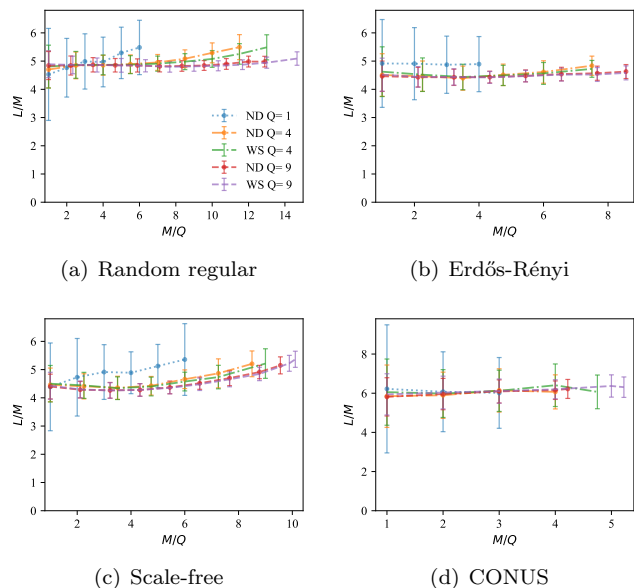 6
5
4
3
2
1
0
L/M
ND Q= 1
ND Q= 4
WS Q= 4
ND Q= 9
WS Q= 9
2 4 6 8 10 12 14
M/Q
(a) Random regular
6
5
4
3
2
1
0
L/M
2 4 6 8
M/Q
(b) Erdős-Rényi
6
5
4
3
2
1
0
L/M
2 4 6 8 10
M/Q
(c) Scale-free
8
6
4
2
0
L/M
1 2 3 4 5
M/Q
(d) CONUS